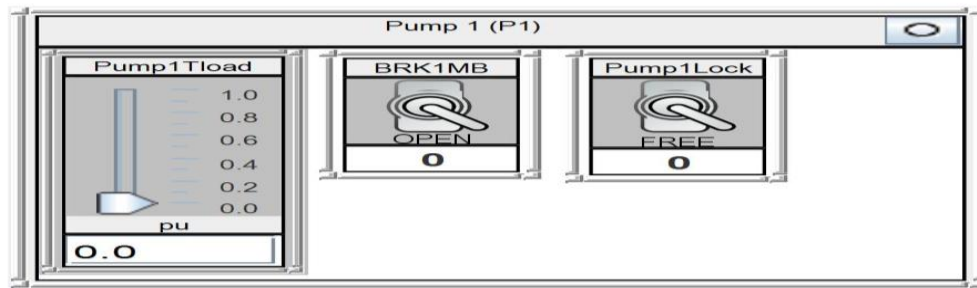 Pump 1 (P1)
Pump1Tload
1.0
0.8
0.6
0.4
0.2
0.0
pu
0.0
BRK1MB
OPEN
0
Pump1Lock
FREE
0